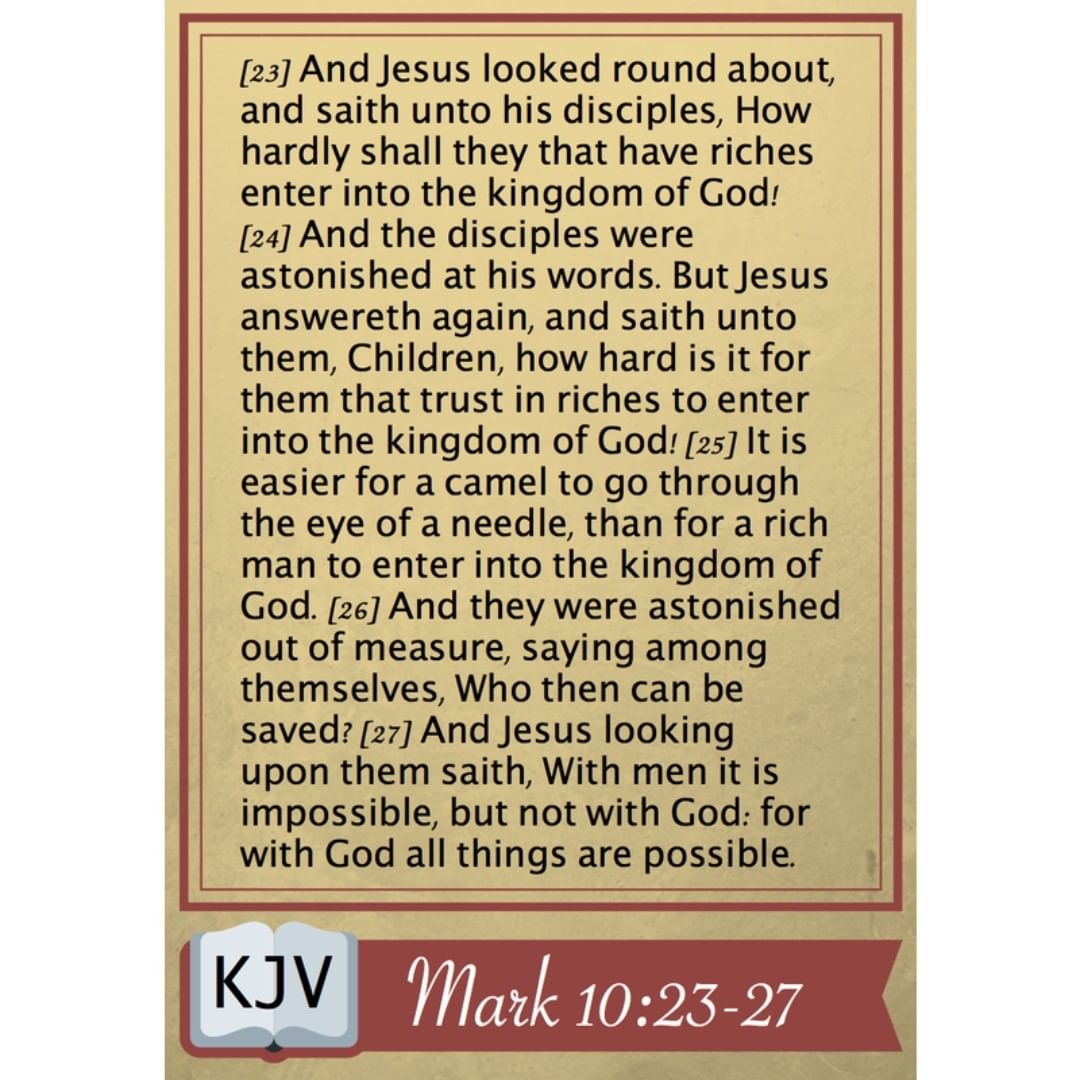 [23] And Jesus looked round about,
and saith unto his disciples, How
hardly shall they that have riches
enter into the kingdom of God!
[24] And the disciples were
astonished at his words. But Jesus
answereth again, and saith unto
them, Children, how hard is it for
them that trust in riches to enter
into the kingdom of God! [25] It is
easier for a camel to go through
the eye of a needle, than for a rich
man to enter into the kingdom of
God. [26] And they were astonished
out of measure, saying among
themselves, Who then can be
saved? [27] And Jesus looking
upon them saith, With men it is
impossible, but not with God: for
with God all things are possible.
KJV
Mark 10:23-27